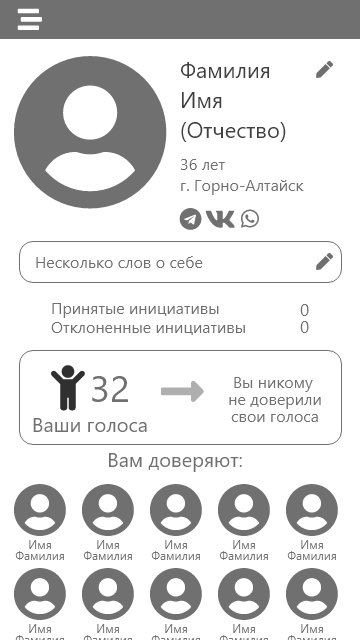 Фамилия
Имя
(Отчество)
36 лет
г. Горно-Алтайск
Несколько слов о себе
Принятые инициативы 0
Отклоненные инициативы 0
32
Ваши голоса
Вы никому
не доверили
свои голоса
Вам доверяют:
Имя Имя Имя Имя Имя
Фамилия Фамилия Фамилия Фамилия Фамилия
Имя Имя Имя Имя Имя
Фамилия Фамилия Фамилия Фамилия Фамилия